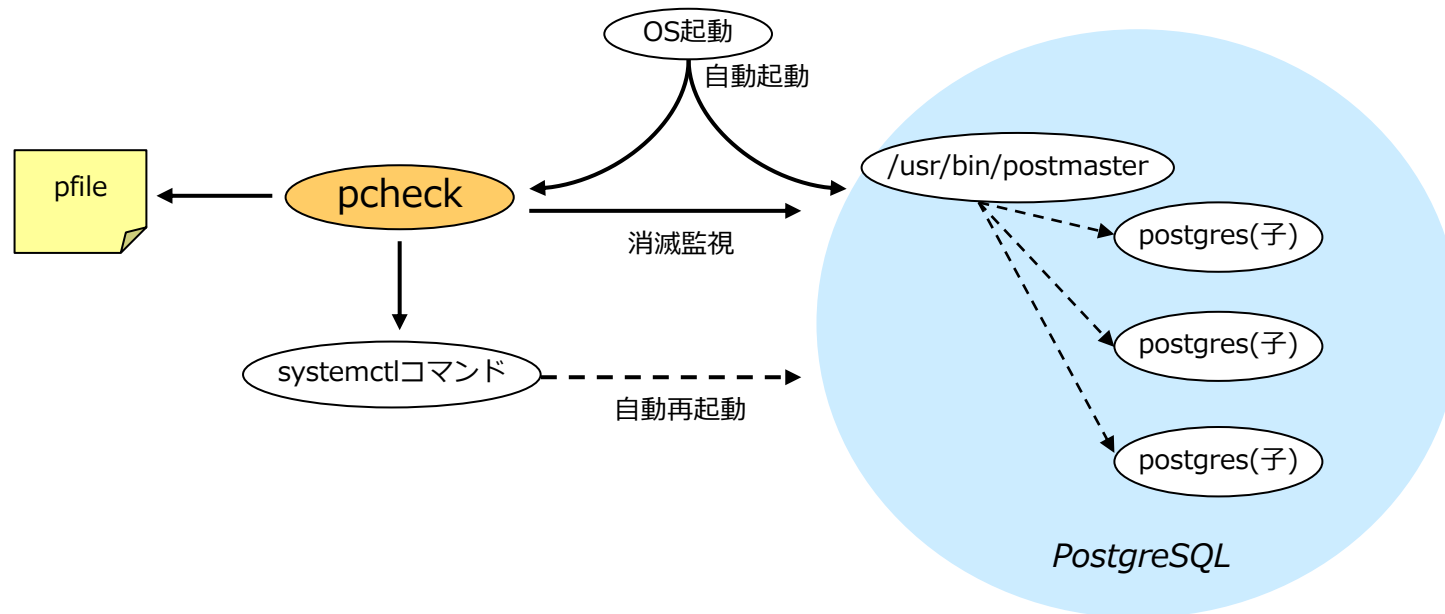 OS起動
自動起動
pfile
pcheck
/usr/bin/postmaster
消滅監視
postgres(子)
postgres(子)
systemctlコマンド
自動再起動
postgres(子)
PostgreSQL